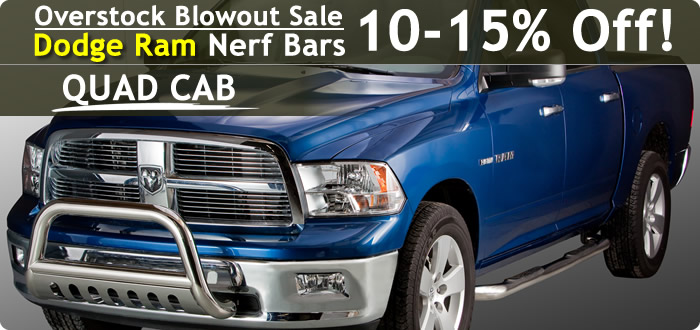 Overstock Blowout Sale
Dodge Ram Nerf Bars
10-15% Off!
QUAD CAB